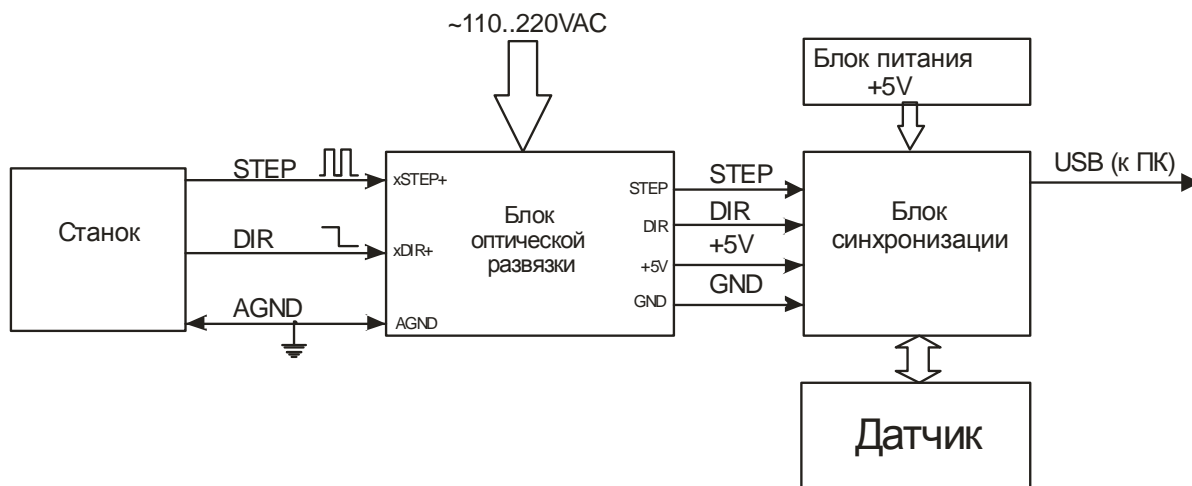 ~110..220VAC
Блок питания
+5V
STEP
xSTEP+
STEP
STEP
USB (к ПК)
Станок
DIR
xDIR+
Блок
оптической
развязки
DIR
DIR
Блок
синхронизации
+5V
+5V
AGND
AGND
GND
GND
Датчик